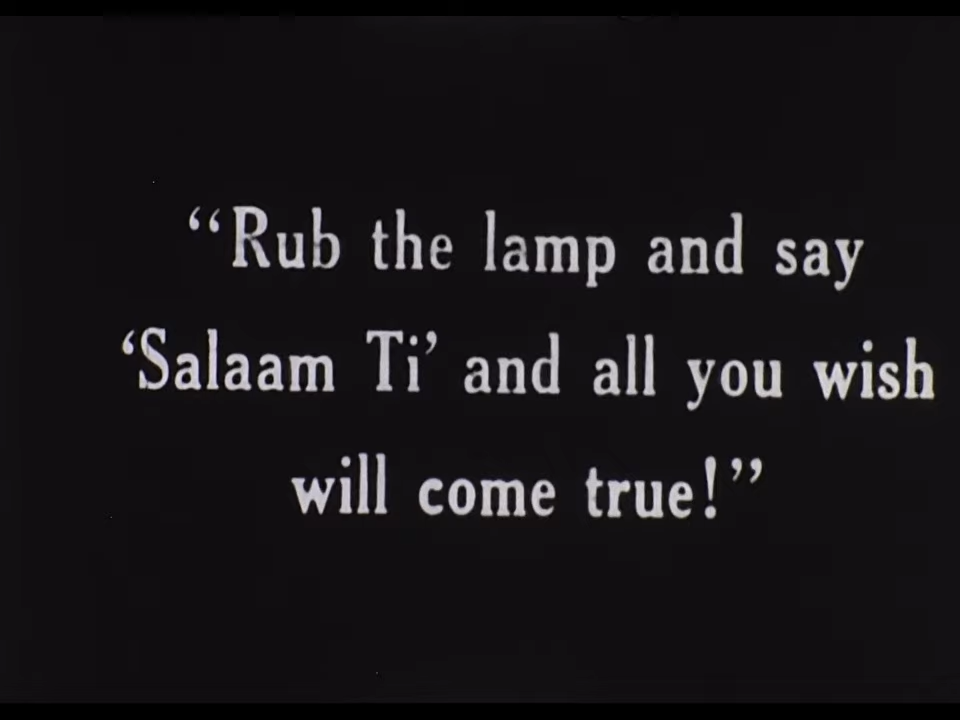 “Rub the lamp and say
‘Salaam Ti’ and all you wish
will come true!”